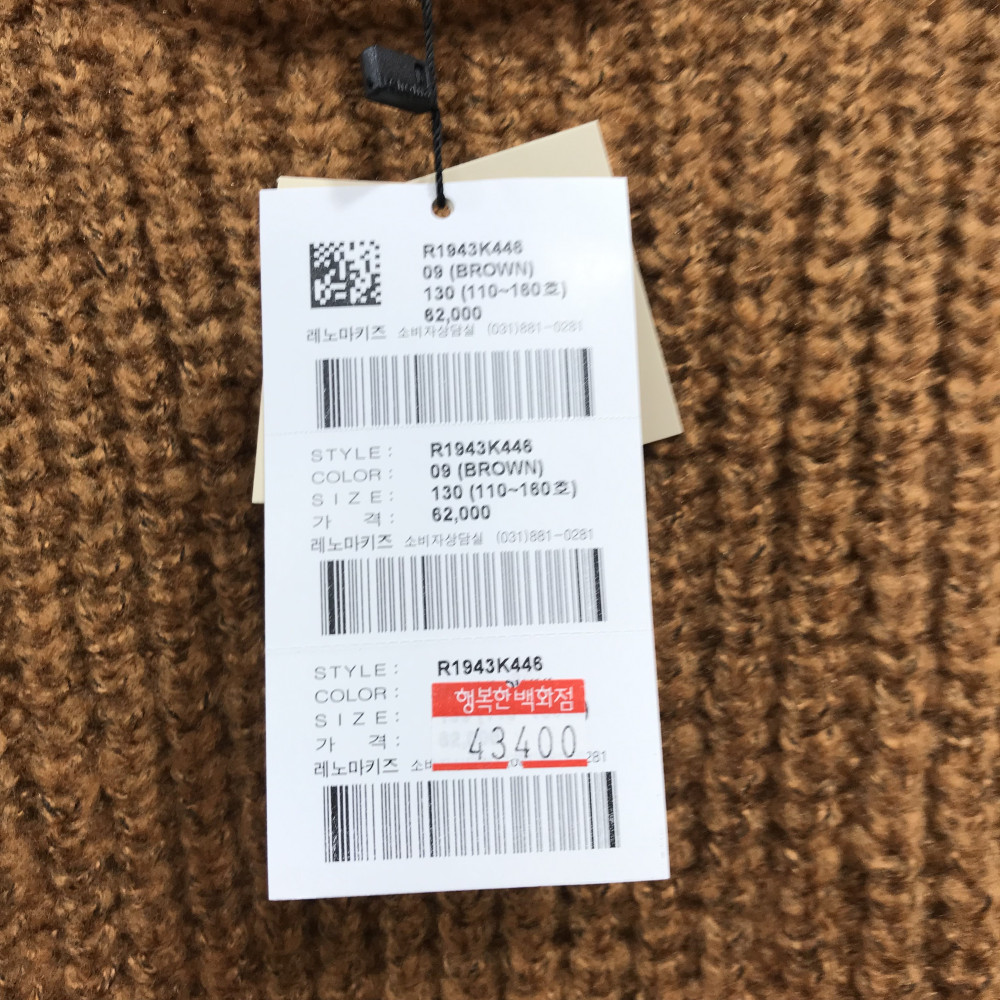 R1943K446
09 (BROWN)
130 (110~160호)
62,000
레노마키즈 소비자상담실 (031)881-0281
STYLE : R1943K446
COLOR : 09 (BROWN)
SIZE : 130 (110~160호)
가 격 : 62,000
레노마키즈 소비자상담실 (031)881-0281
STYLE : R1943K446
COLOR :
행복한백화점
SIZE :
가 격 : 43400
레노마키즈 소비 281